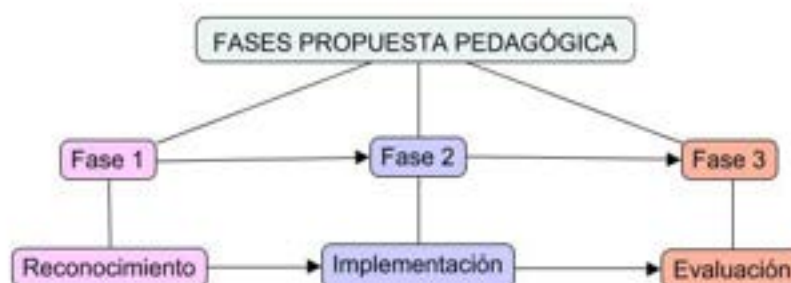 FASES PROPUESTA PEDAGÓGICA
Fase 1
Fase 2
Fase 3
Reconocimiento
Implementación
Evaluación